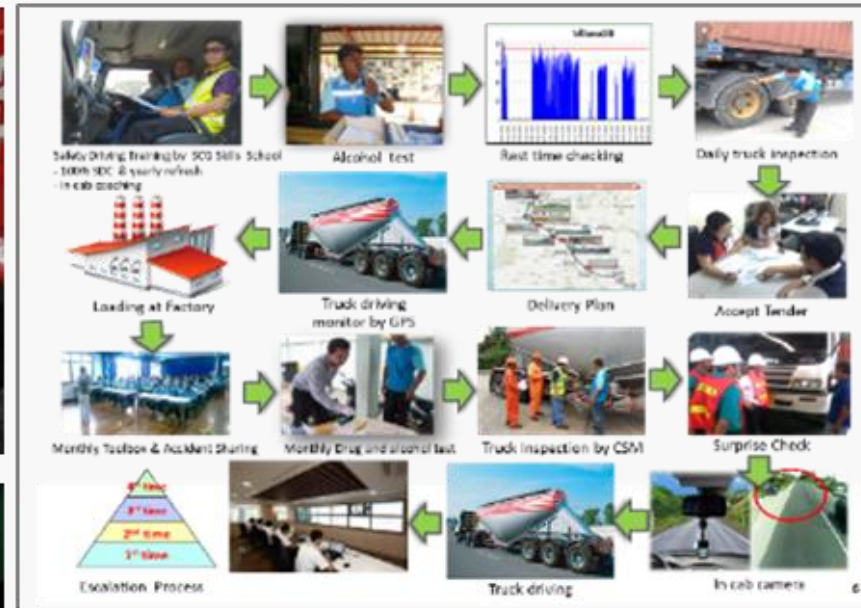 Safety Driving Training by SCG Skills School
- 100% SDC & yearly refresh
- In cab coaching
Alcohol test
Rest time checking
Daily truck inspection
Loading at Factory
Truck driving
monitor by GPS
Delivery Plan
Accept Tender
Monthly Toolbox & Accident Sharing
Monthly Drug and alcohol test
Truck Inspection by CSM
Surprise Check
4th time
3rd time
2nd time
1st time
Escalation Process
Truck driving
In cab camera
6